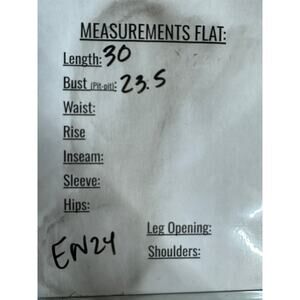 MEASUREMENTS FLAT:
Length: 30
Bust (Pit-pit): 23.5
Waist:
Rise
Inseam:
Sleeve:
Hips:
Leg Opening:
EN24
Shoulders: